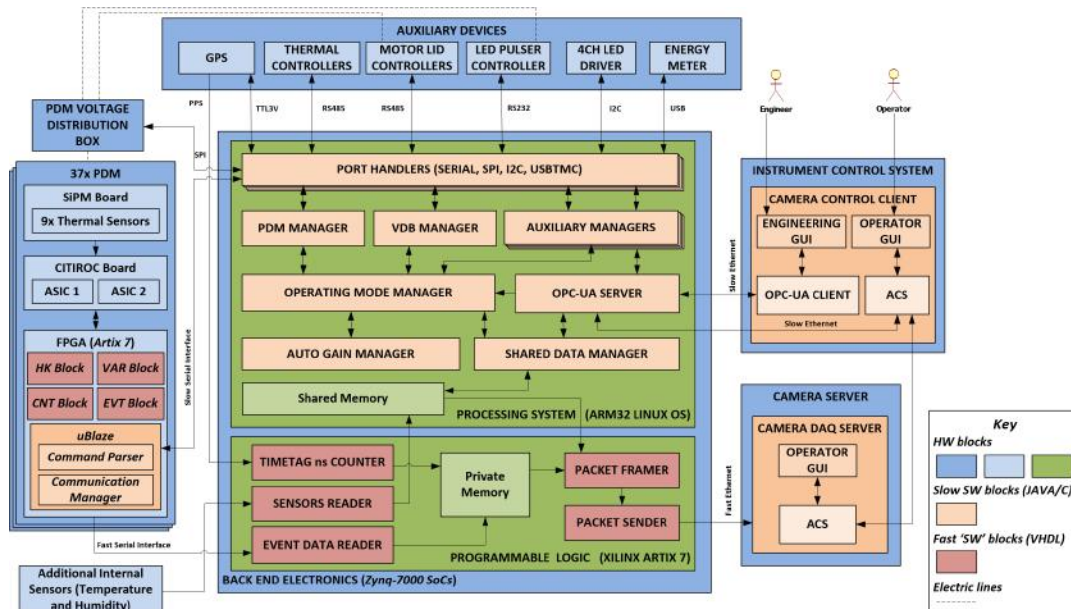 AUXILIARY DEVICES
GPS
THERMAL
CONTROLLERS
MOTOR LID
CONTROLLERS
LED PULSER
CONTROLLER
4CH LED
DRIVER
ENERGY
METER
PPS
TTL3V
RS485
RS485
RS232
I2C
USB
Engineer
Operator
PDM VOLTAGE
DISTRIBUTION
BOX
SPI
37x PDM
SiPM Board
9x Thermal Sensors
CITIROC Board
ASIC 1
ASIC 2
FPGA (Artix 7)
HK Block
VAR Block
CNT Block
EVT Block
uBlaze
Command Parser
Communication
Manager
Slow Serial Interface
Fast Serial Interface
Additional Internal
Sensors (Temperature
and Humidity)
PORT HANDLERS (SERIAL, SPI, I2C, USBTMC)
PDM MANAGER
VDB MANAGER
AUXILIARY MANAGERS
OPERATING MODE MANAGER
OPC-UA SERVER
AUTO GAIN MANAGER
SHARED DATA MANAGER
Shared Memory
PROCESSING SYSTEM (ARM32 LINUX OS)
TIMETAG ns COUNTER
SENSORS READER
EVENT DATA READER
Private
Memory
PACKET FRAMER
PACKET SENDER
PROGRAMMABLE LOGIC (XILINX ARTIX 7)
BACK END ELECTRONICS (Zynq-7000 SoCs)
Slow Ethernet
Slow Ethernet
Fast Ethernet
INSTRUMENT CONTROL SYSTEM
CAMERA CONTROL CLIENT
ENGINEERING
GUI
OPERATOR
GUI
OPC-UA CLIENT
ACS
CAMERA SERVER
CAMERA DAQ SERVER
OPERATOR
GUI
ACS
Key
HW blocks
Slow SW blocks (JAVA/C)
Fast 'SW' blocks (VHDL)
Electric lines